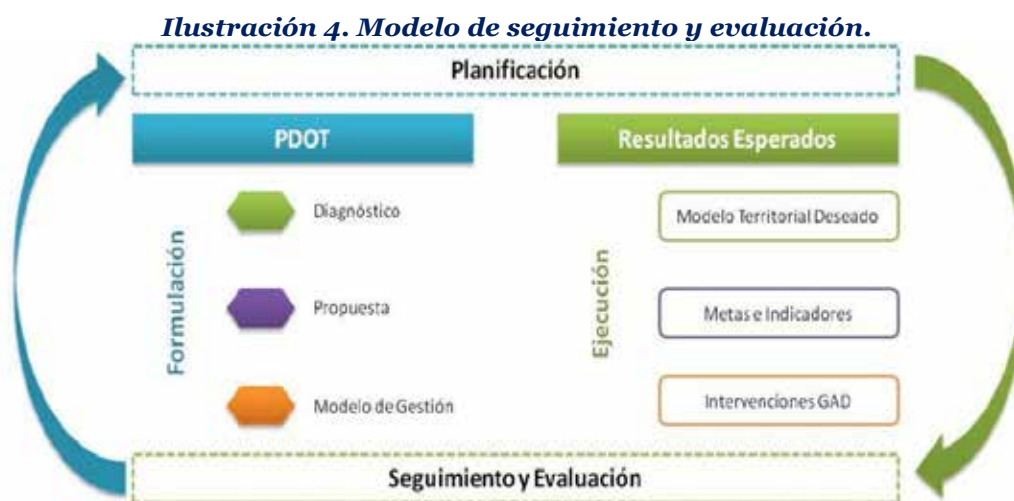 Ilustración 4. Modelo de seguimiento y evaluación.
Planificación
PDOT
Resultados Esperados
Formulación
Diagnóstico
Propuesta
Modelo de Gestión
Ejecución
Modelo Territorial Deseado
Metas e Indicadores
Intervenciones GAD
Seguimiento y Evaluación